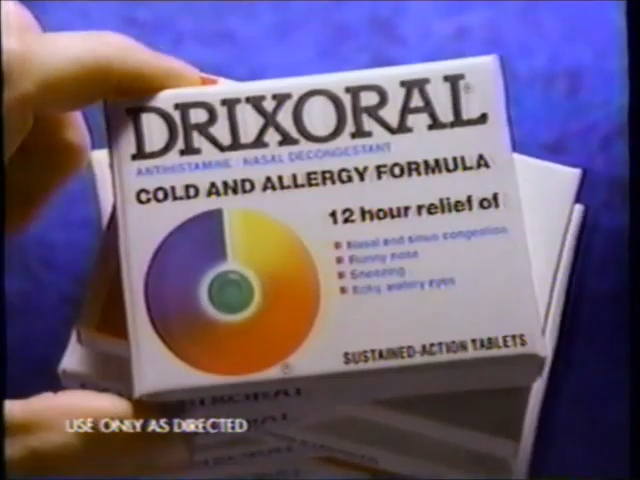 DRIXORAL®
ANTIHISTAMINE / NASAL DECONGESTANT
COLD AND ALLERGY FORMULA
12 hour relief of
Nasal and sinus congestion
Runny nose
Sneezing
Itchy, watery eyes
®
SUSTAINED-ACTION TABLETS
USE ONLY AS DIRECTED